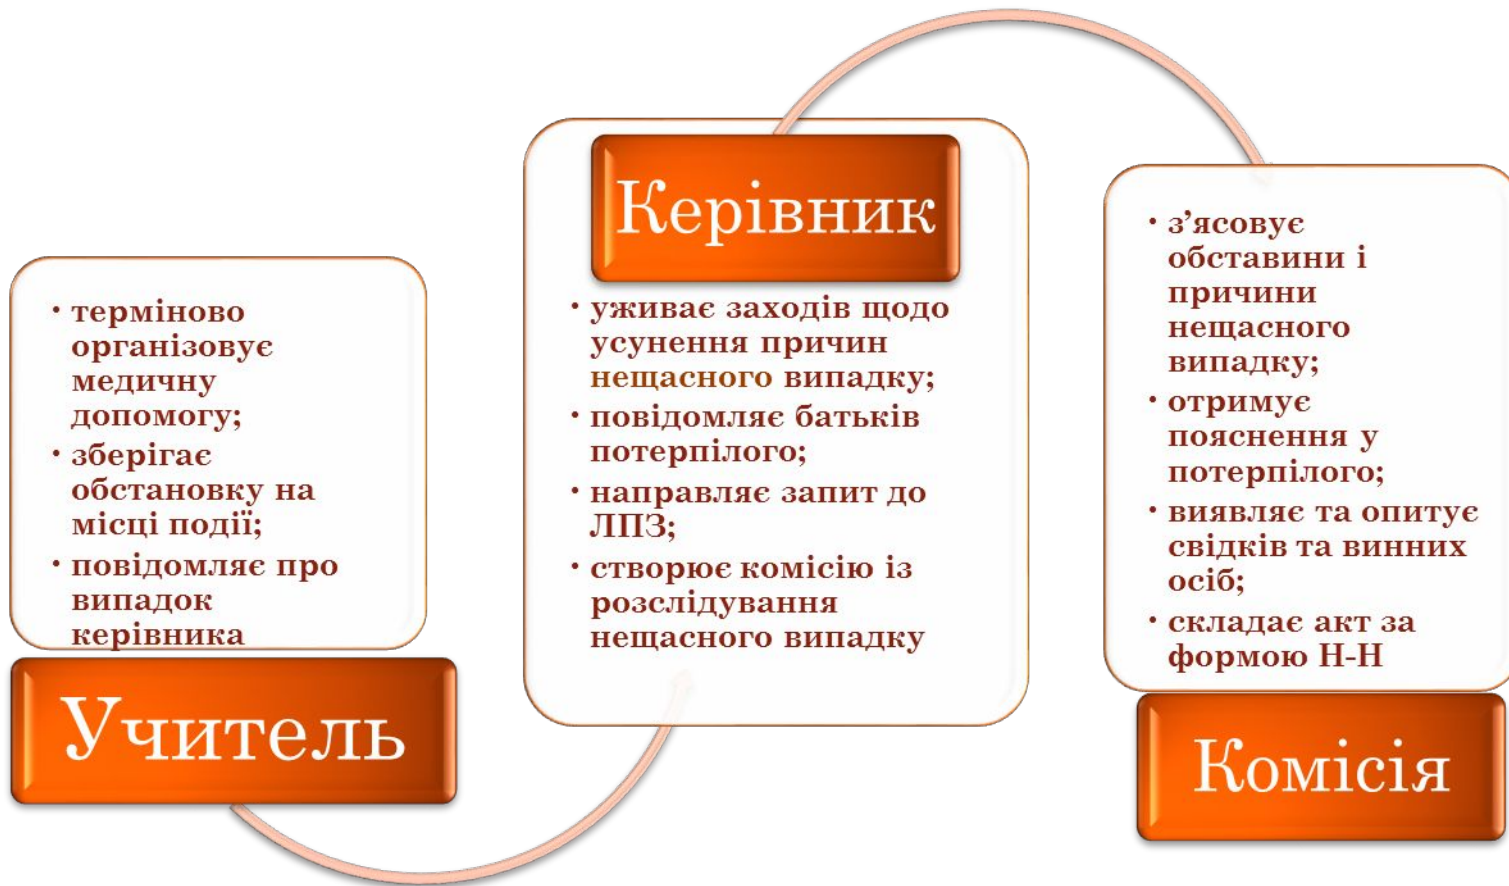 • терміново
організовує
медичну
допомогу;
• зберігає
обстановку на
місці події;
• повідомляє про
випадок
керівника
Учитель
Керівник
• уживає заходів щодо
усунення причин
нещасного випадку;
• повідомляє батьків
потерпілого;
• направляє запит до
ЛПЗ;
• створює комісію із
розслідування
нещасного випадку
• з’ясовує
обставини і
причини
нещасного
випадку;
• отримує
пояснення у
потерпілого;
• виявляє та опитує
свідків та винних
осіб;
• складає акт за
формою Н-Н
Комісія